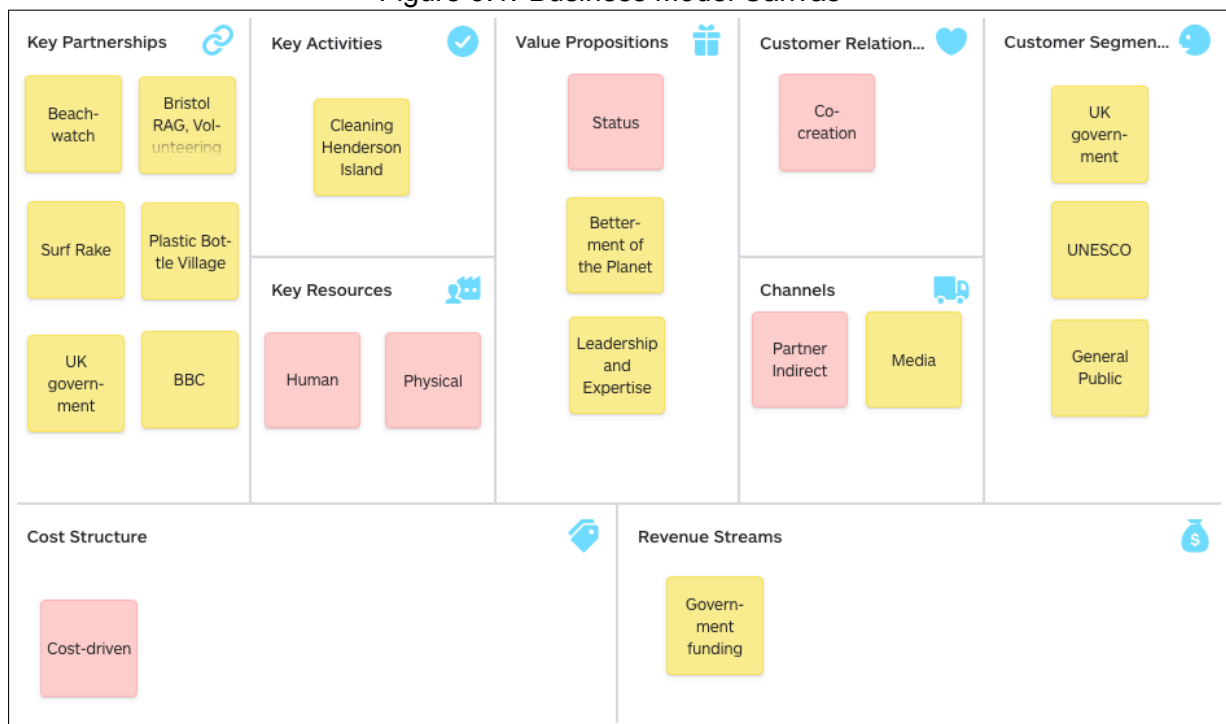 Key Partnerships
Beach-
watch
Bristol
RAG, Vol-
unteering
Surf Rake
Plastic Bot-
tle Village
UK
govern-
ment
BBC
Key Activities
Cleaning
Henderson
Island
Key Resources
Human
Physical
Value Propositions
Status
Better-
ment of
the Planet
Leadership
and
Expertise
Customer Relation...
Co-
creation
Channels
Partner
Indirect
Media
Customer Segmen...
UK
govern-
ment
UNESCO
General
Public
Cost Structure
Cost-driven
Revenue Streams
$
Govern-
ment
funding